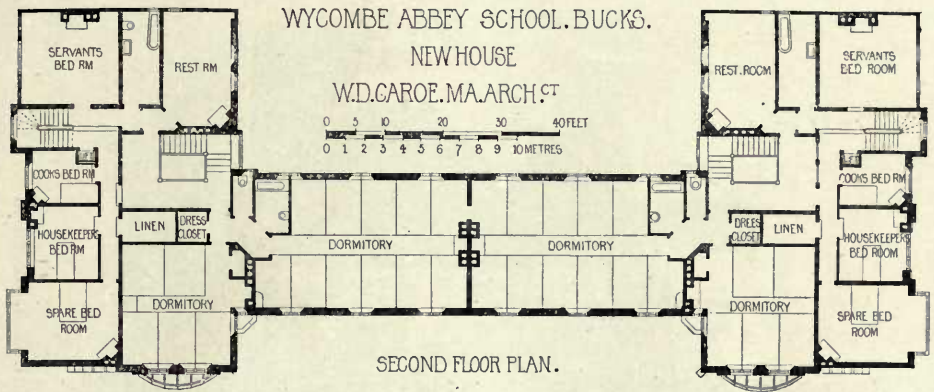 WYCOMBE ABBEY SCHOOL. BUCKS.
NEW HOUSE
W.D. CAROE. M.A. ARCH.CT
0 5 10 20 30 40 FEET
0 1 2 3 4 5 6 7 8 9 10 METRES
SERVANTS
BED RM
REST RM
COOKS BED RM
HOUSEKEEPERS
BED RM
LINEN
DRESS
CLOSET
SPARE BED
ROOM
DORMITORY
DORMITORY
DORMITORY
REST. ROOM
SERVANTS
BED ROOM
COOKS BED RM
DRESS
CLOSET
LINEN
HOUSEKEEPERS
BED ROOM
DORMITORY
SPARE BED
ROOM
SECOND FLOOR PLAN.